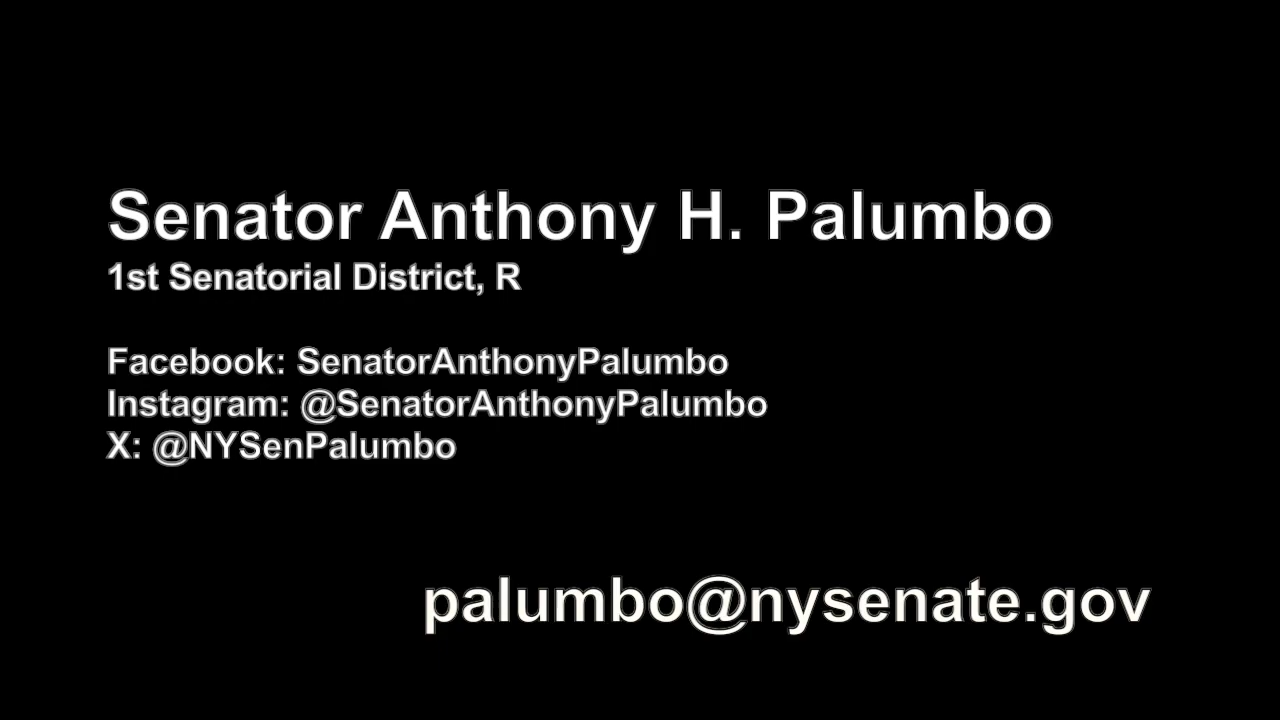 Senator Anthony H. Palumbo
1st Senatorial District, R
Facebook: SenatorAnthonyPalumbo
Instagram: @SenatorAnthonyPalumbo
X: @NYSenPalumbo
palumbo@nysenate.gov